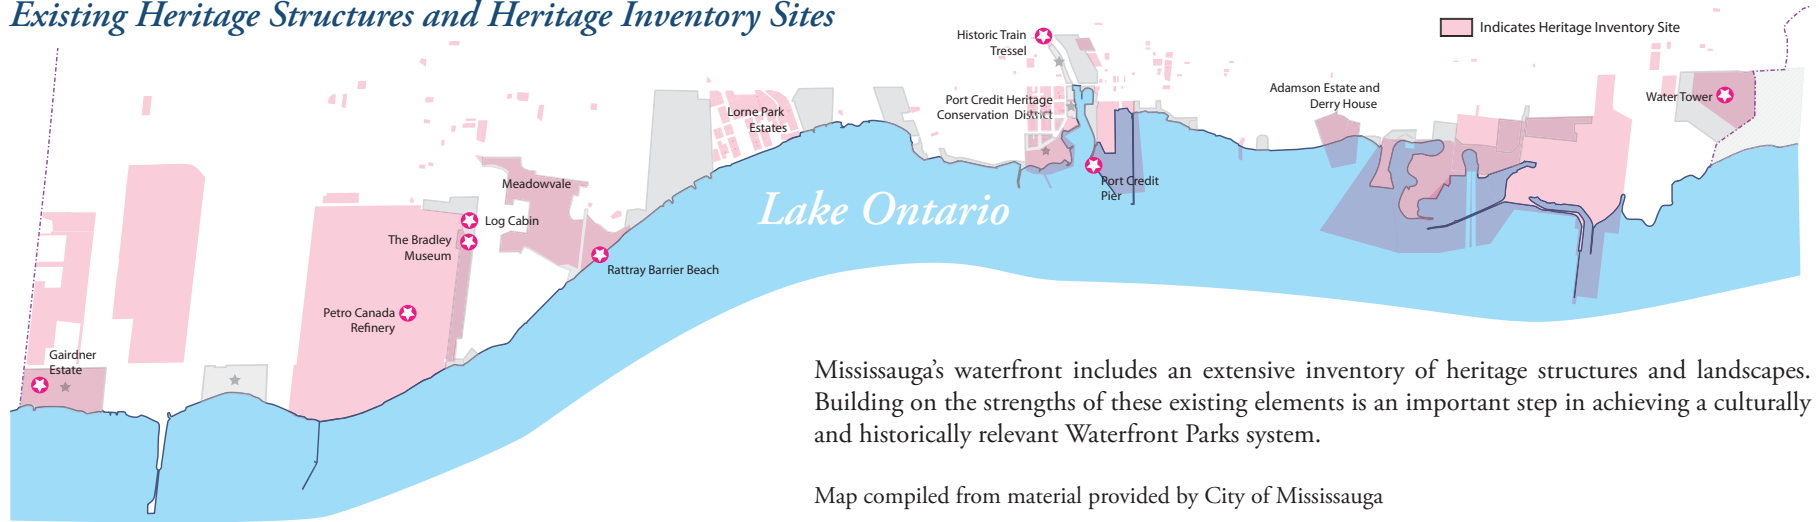 Existing Heritage Structures and Heritage Inventory Sites
Indicates Heritage Inventory Site
Historic Train
Tressel
Port Credit Heritage
Conservation District
Adamson Estate and
Derry House
Water Tower
Lorne Park
Estates
Meadowvale
Log Cabin
The Bradley
Museum
Rattray Barrier Beach
Port Credit
Pier
Lake Ontario
Petro Canada
Refinery
Gairdner
Estate
Mississauga’s waterfront includes an extensive inventory of heritage structures and landscapes.
Building on the strengths of these existing elements is an important step in achieving a culturally
and historically relevant Waterfront Parks system.
Map compiled from material provided by City of Mississauga